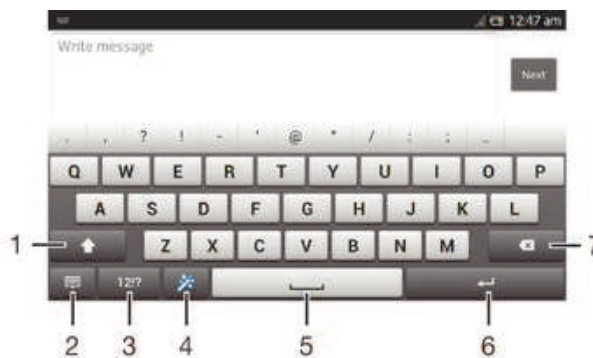 12:47 am
Write message
Next
. , ? ! - ' @ " / : ; _
Q W E R T Y U I O P
A S D F G H J K L
1 Z X C V B N M 7
12!?
2 3 4 5 6